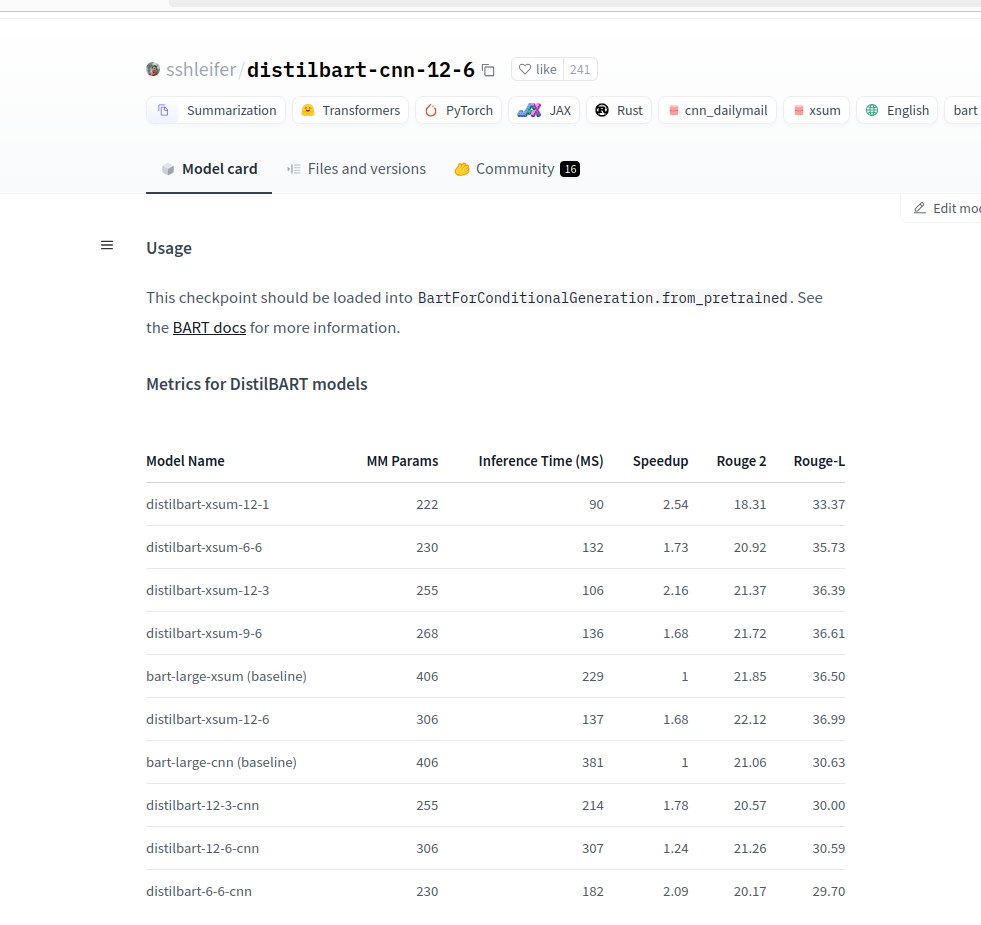 sshleifer/distilbart-cnn-12-6 like 241
Summarization Transformers PyTorch JAX Rust cnn_dailymail xsum English bart
Model card Files and versions Community 16
Edit mod
Usage
This checkpoint should be loaded into BartForConditionalGeneration.from_pretrained. See
the BART docs for more information.
Metrics for DistilBART models
Model Name MM Params Inference Time (MS) Speedup Rouge 2 Rouge-L
distilbart-xsum-12-1 222 90 2.54 18.31 33.37
distilbart-xsum-6-6 230 132 1.73 20.92 35.73
distilbart-xsum-12-3 255 106 2.16 21.37 36.39
distilbart-xsum-9-6 268 136 1.68 21.72 36.61
bart-large-xsum (baseline) 406 229 1 21.85 36.50
distilbart-xsum-12-6 306 137 1.68 22.12 36.99
bart-large-cnn (baseline) 406 381 1 21.06 30.63
distilbart-12-3-cnn 255 214 1.78 20.57 30.00
distilbart-12-6-cnn 306 307 1.24 21.26 30.59
distilbart-6-6-cnn 230 182 2.09 20.17 29.70